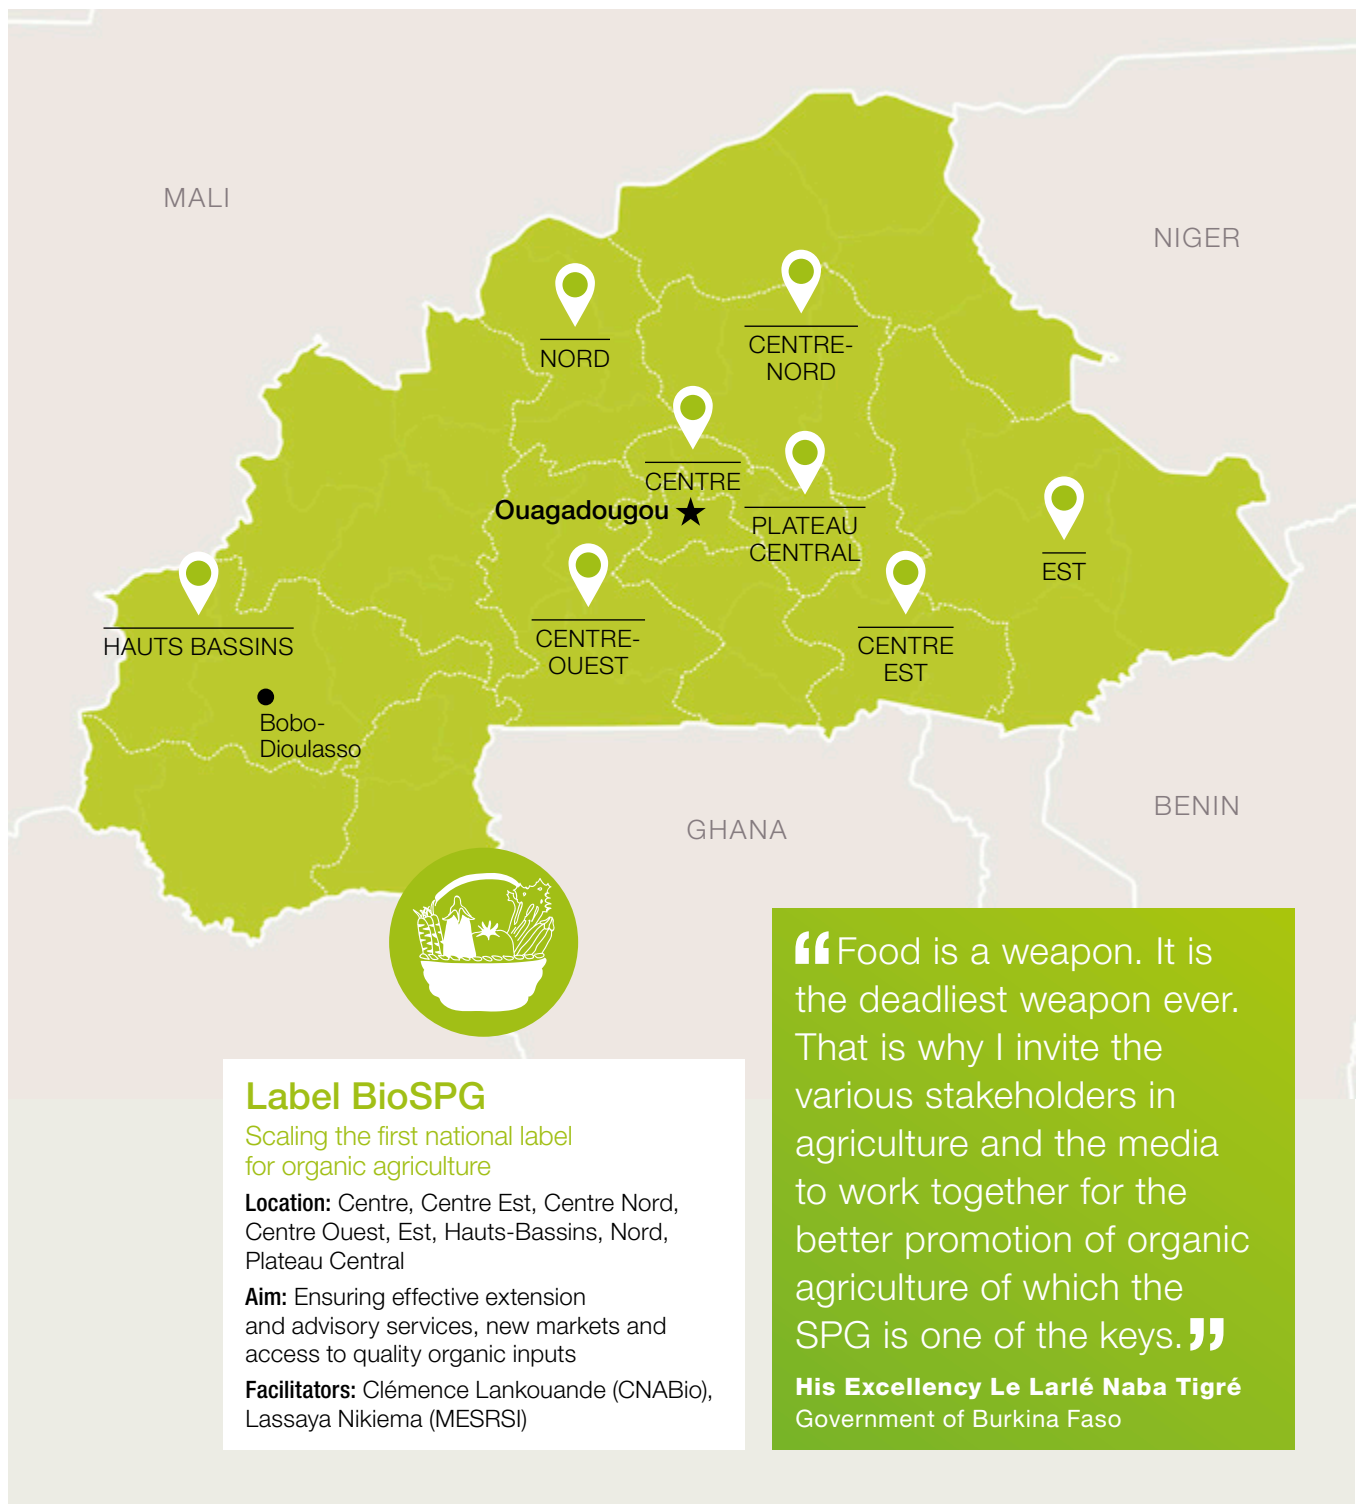 MALI
NIGER
NORD
CENTRE-
NORD
CENTRE
Ouagadougou
PLATEAU
CENTRAL
EST
HAUTS BASSINS
CENTRE-
OUEST
CENTRE
EST
Bobo-
Dioulasso
BENIN
GHANA
Label BioSPG
Scaling the first national label
for organic agriculture
Location: Centre, Centre Est, Centre Nord,
Centre Ouest, Est, Hauts-Bassins, Nord,
Plateau Central
Aim: Ensuring effective extension
and advisory services, new markets and
access to quality organic inputs
Facilitators: Clémence Lankouande (CNABio),
Lassaya Nikiema (MESRSI)
“Food is a weapon. It is
the deadliest weapon ever.
That is why I invite the
various stakeholders in
agriculture and the media
to work together for the
better promotion of organic
agriculture of which the
SPG is one of the keys.”
His Excellency Le Larlé Naba Tigré
Government of Burkina Faso